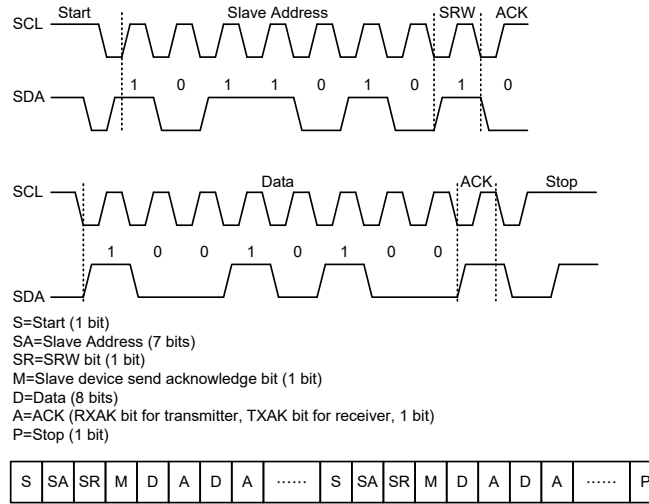 Start Slave Address SRW ACK
SCL
1 0 1 1 0 1 0 1 0
SDA
Data ACK Stop
SCL
1 0 0 1 0 1 0 0
SDA
S=Start (1 bit)
SA=Slave Address (7 bits)
SR=SRW bit (1 bit)
M=Slave device send acknowledge bit (1 bit)
D=Data (8 bits)
A=ACK (RXAK bit for transmitter, TXAK bit for receiver, 1 bit)
P=Stop (1 bit)
S SA SR M D A D A ...... S SA SR M D A D A ...... P